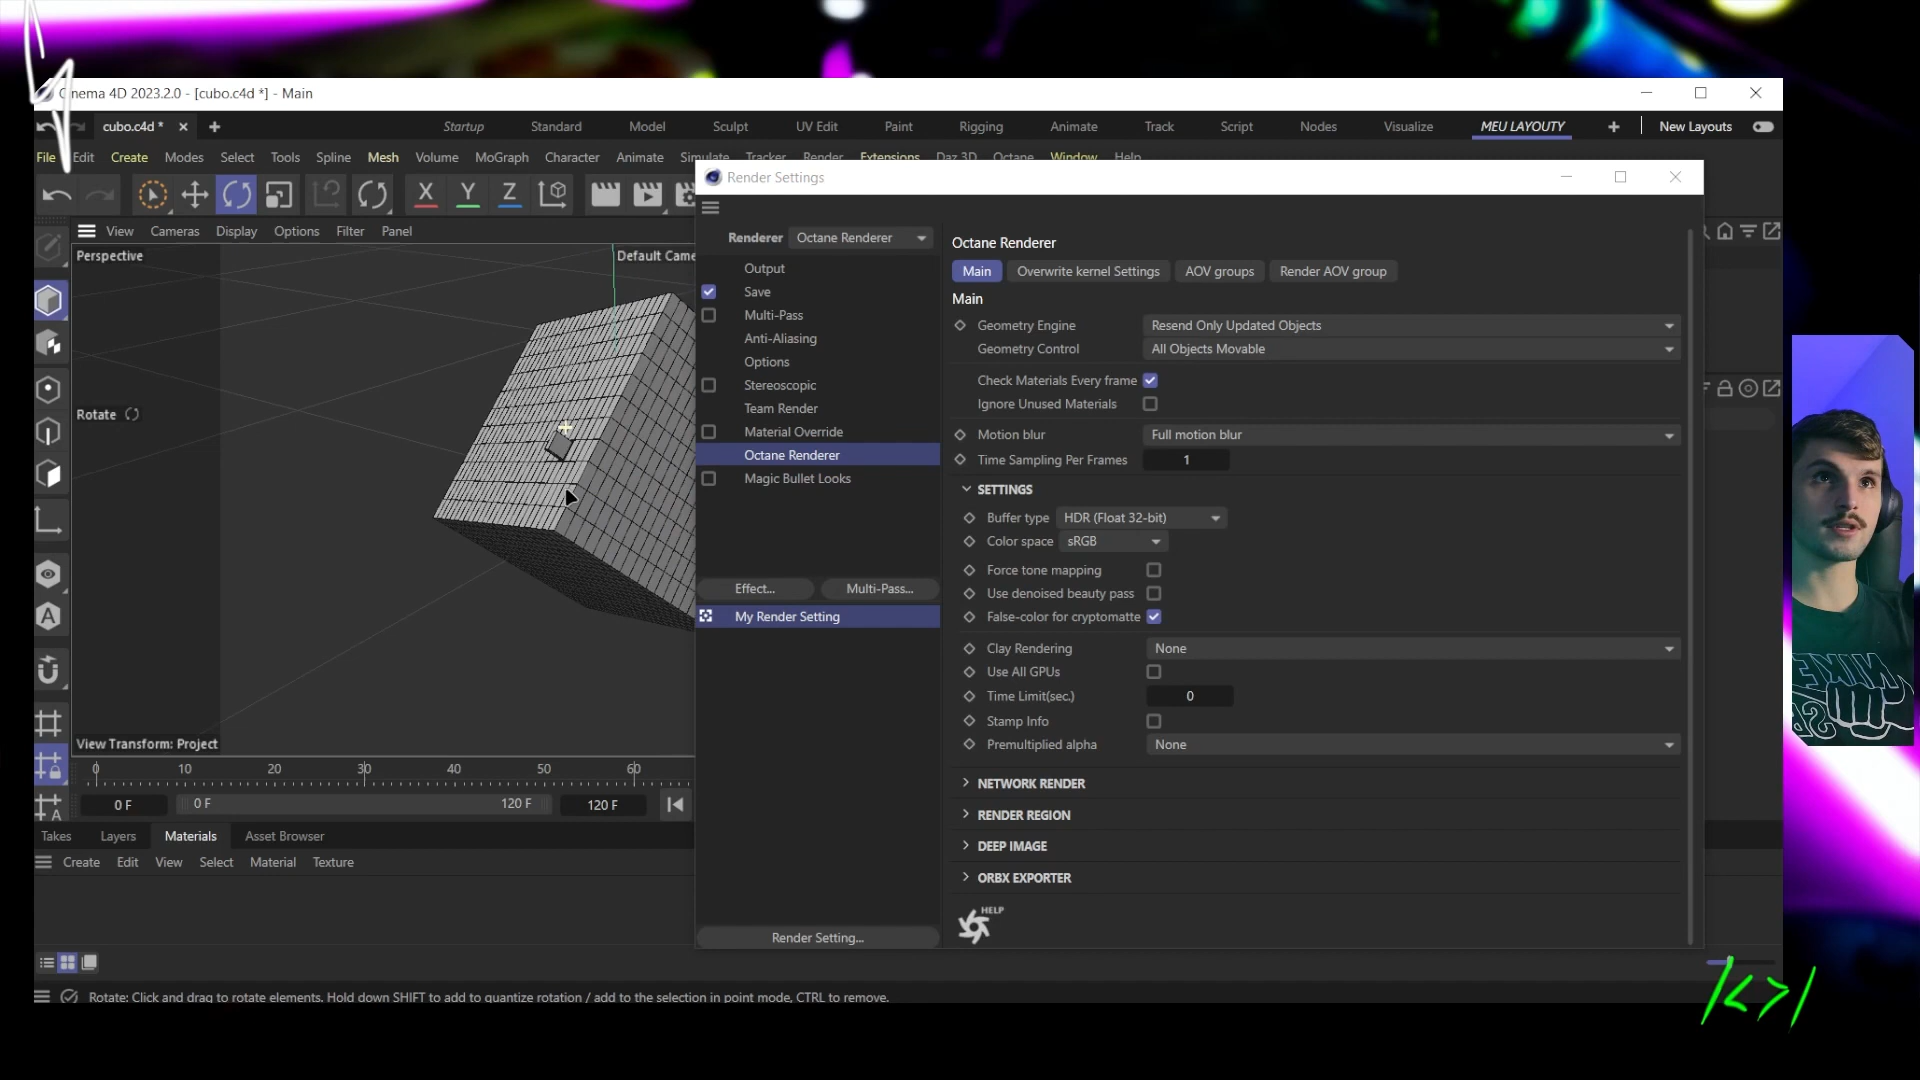 Cinema 4D 2023.2.0 - [cubo.c4d *] - Main
cubo.c4d *
Startup
Standard
Model
Sculpt
UV Edit
Paint
Rigging
Animate
Track
Script
Nodes
Visualize
MEU LAYOUTY
New Layouts
File Edit Create Modes Select Tools Spline Mesh Volume MoGraph Character Animate Simulate Tracker Render Extensions Daz 3D Octane Window Help
X Y Z
View Cameras Display Options Filter Panel
Perspective
Default Came
Rotate
View Transform: Project
0 10 20 30 40 50 60
0 F
0 F
120 F
120 F
Takes Layers Materials Asset Browser
Create Edit View Select Material Texture
Rotate: Click and drag to rotate elements. Hold down SHIFT to add to quantize rotation / add to the selection in point mode, CTRL to remove.
Render Settings
Renderer Octane Renderer
Output
Save
Multi-Pass
Anti-Aliasing
Options
Stereoscopic
Team Render
Material Override
Octane Renderer
Magic Bullet Looks
Effect...
Multi-Pass...
My Render Setting
Render Setting...
Octane Renderer
Main
Overwrite kernel Settings
AOV groups
Render AOV group
Main
Geometry Engine Resend Only Updated Objects
Geometry Control All Objects Movable
Check Materials Every frame
Ignore Unused Materials
Motion blur Full motion blur
Time Sampling Per Frames 1
SETTINGS
Buffer type HDR (Float 32-bit)
Color space sRGB
Force tone mapping
Use denoised beauty pass
False-color for cryptomatte
Clay Rendering None
Use All GPUs
Time Limit(sec.) 0
Stamp Info
Premultiplied alpha None
NETWORK RENDER
RENDER REGION
DEEP IMAGE
ORBX EXPORTER
HELP